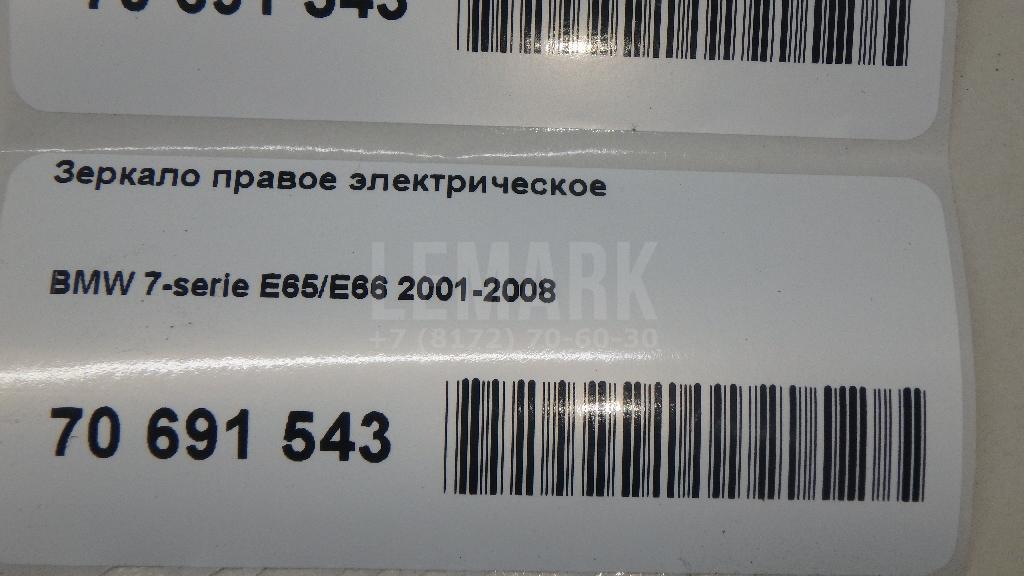 70 691 543
Зеркало правое электрическое
BMW 7-serie E65/E66 2001-2008
LEMARK
+7 (8172) 70-60-30
70 691 543